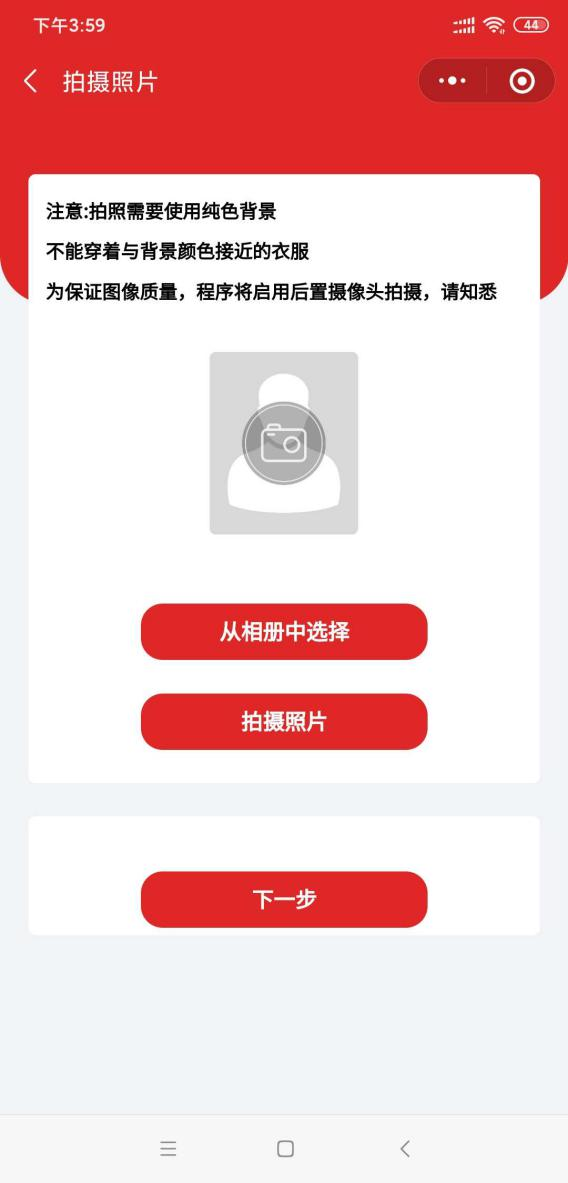 下午3:59
44
拍摄照片
注意:拍照需要使用纯色背景
不能穿着与背景颜色接近的衣服
为保证图像质量，程序将启用后置摄像头拍摄，请知悉
从相册中选择
拍摄照片
下一步